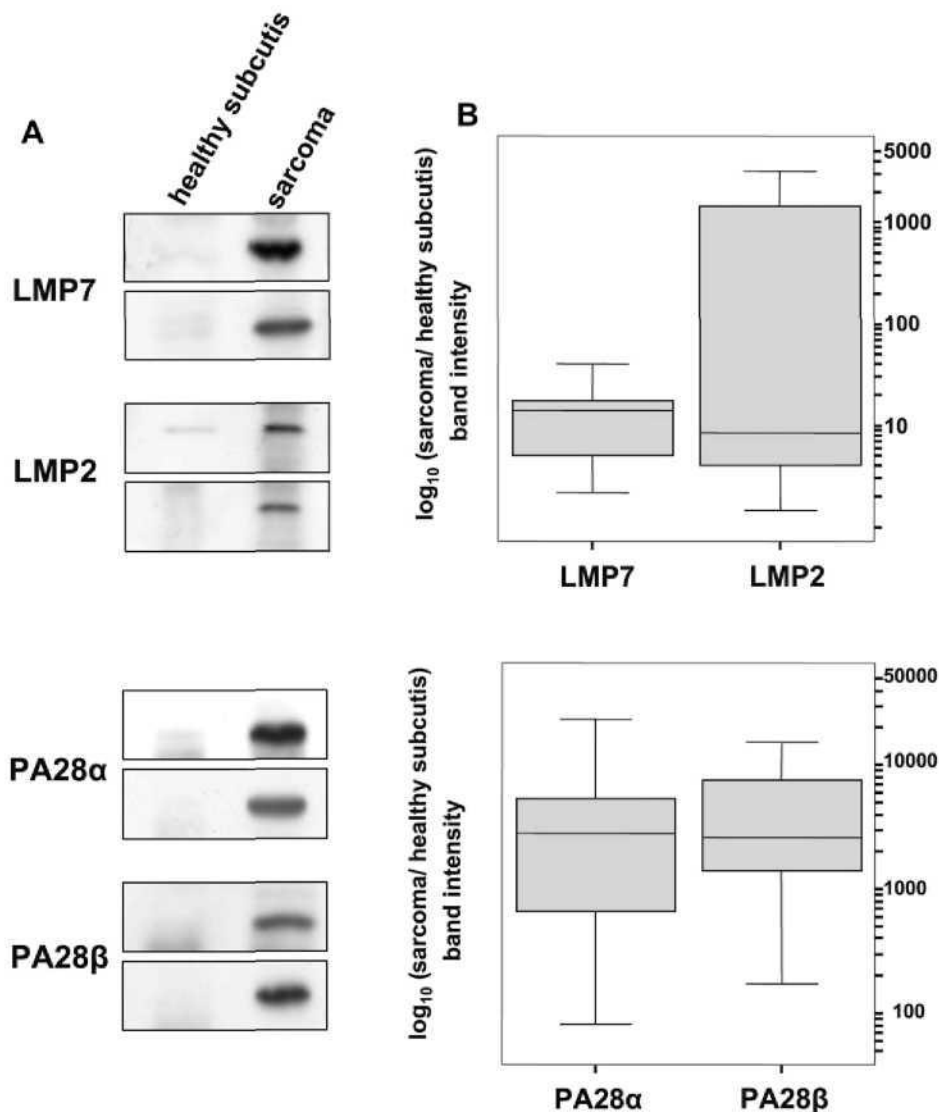 A
healthy subcutis
sarcoma
LMP7
LMP2
PA28α
PA28β
B
log₁₀ (sarcoma/ healthy subcutis)
band intensity
5000
1000
100
10
LMP7 LMP2
log₁₀ (sarcoma/ healthy subcutis)
band intensity
50000
10000
1000
100
PA28α PA28β